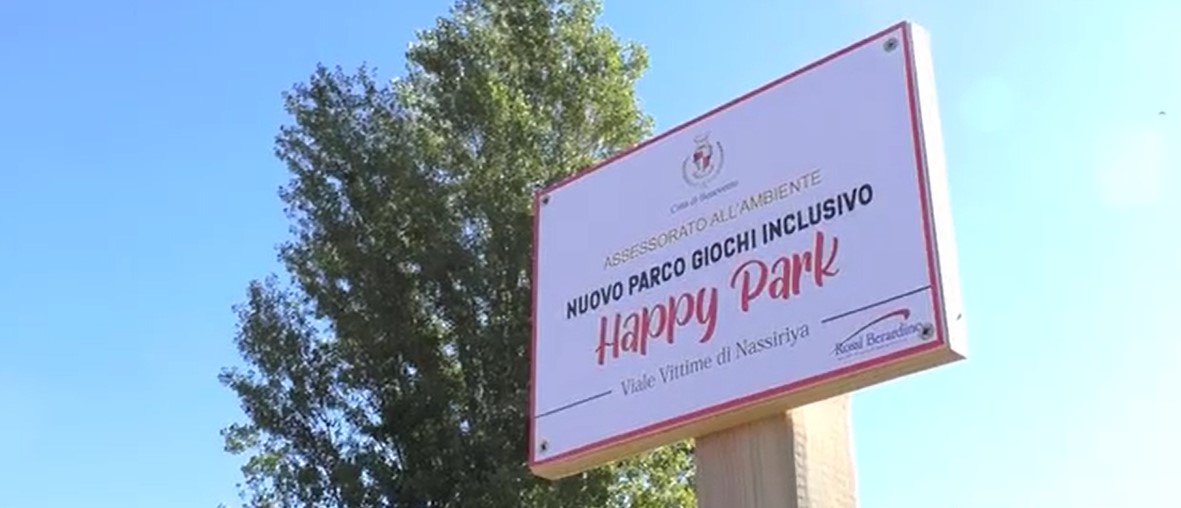 Città di Benevento
ASSESSORATO ALL'AMBIENTE
NUOVO PARCO GIOCHI INCLUSIVO
Happy Park
Viale Vittime di Nassiriya
Rossi Berardino